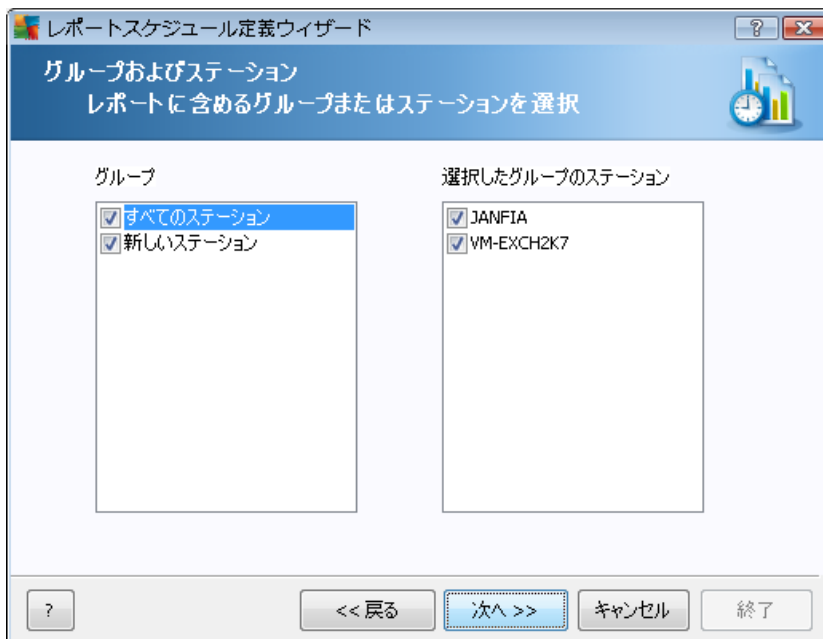 レポートスケジュール定義ウィザード
?
グループおよびステーション
レポートに含めるグループまたはステーションを選択
グループ
すべてのステーション
新しいステーション
選択したグループのステーション
JANFIA
VM-EXCH2K7
?
<< 戻る
次へ >>
キャンセル
終了